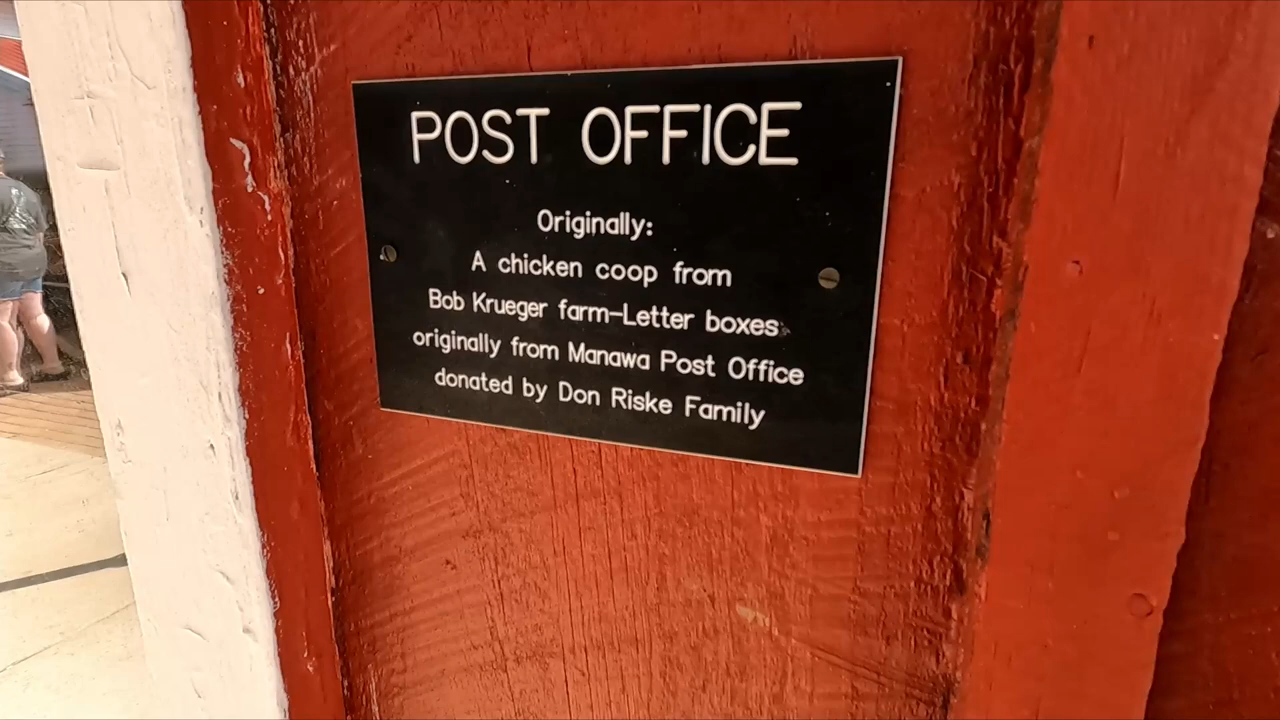 POST OFFICE
Originally:
A chicken coop from
Bob Krueger farm-Letter boxes
originally from Manawa Post Office
donated by Don Riske Family